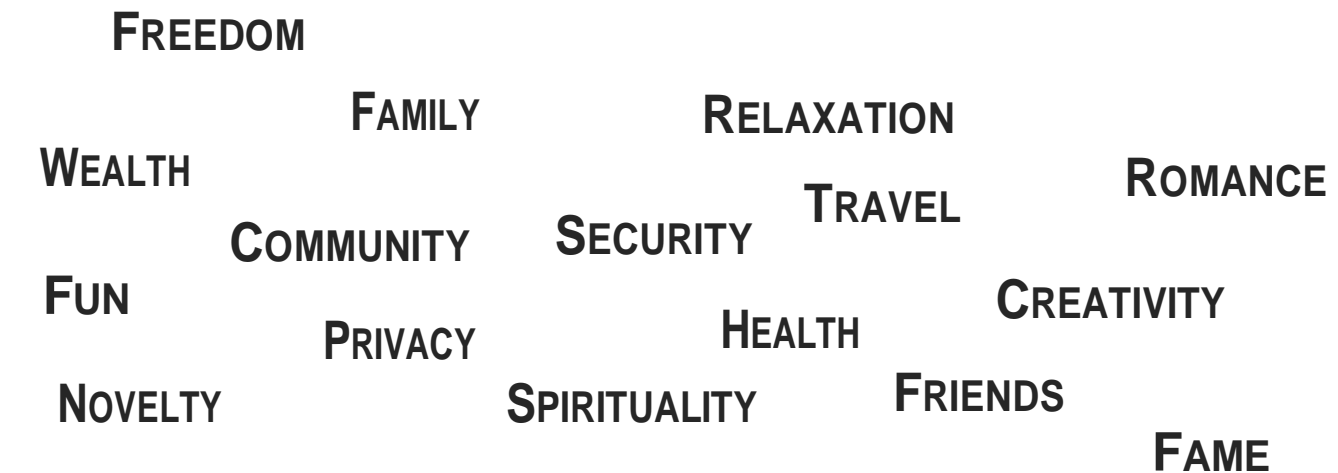 FREEDOM
FAMILY
RELAXATION
WEALTH
ROMANCE
TRAVEL
COMMUNITY
SECURITY
FUN
CREATIVITY
PRIVACY
HEALTH
NOVELTY
SPIRITUALITY
FRIENDS
FAME